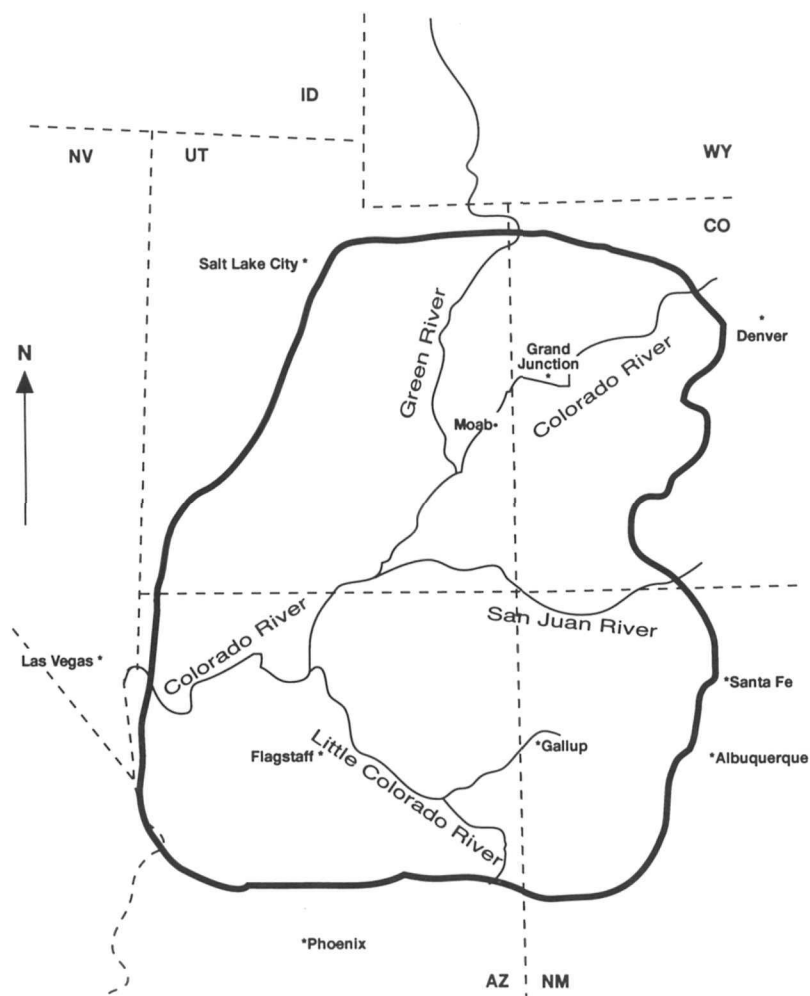 ID
NV
UT
WY
CO
Salt Lake City
N
Denver
Green River
Grand
Junction
Colorado River
Moab
San Juan River
Colorado River
Las Vegas
Santa Fe
Flagstaff
Little Colorado River
Gallup
Albuquerque
Phoenix
AZ
NM